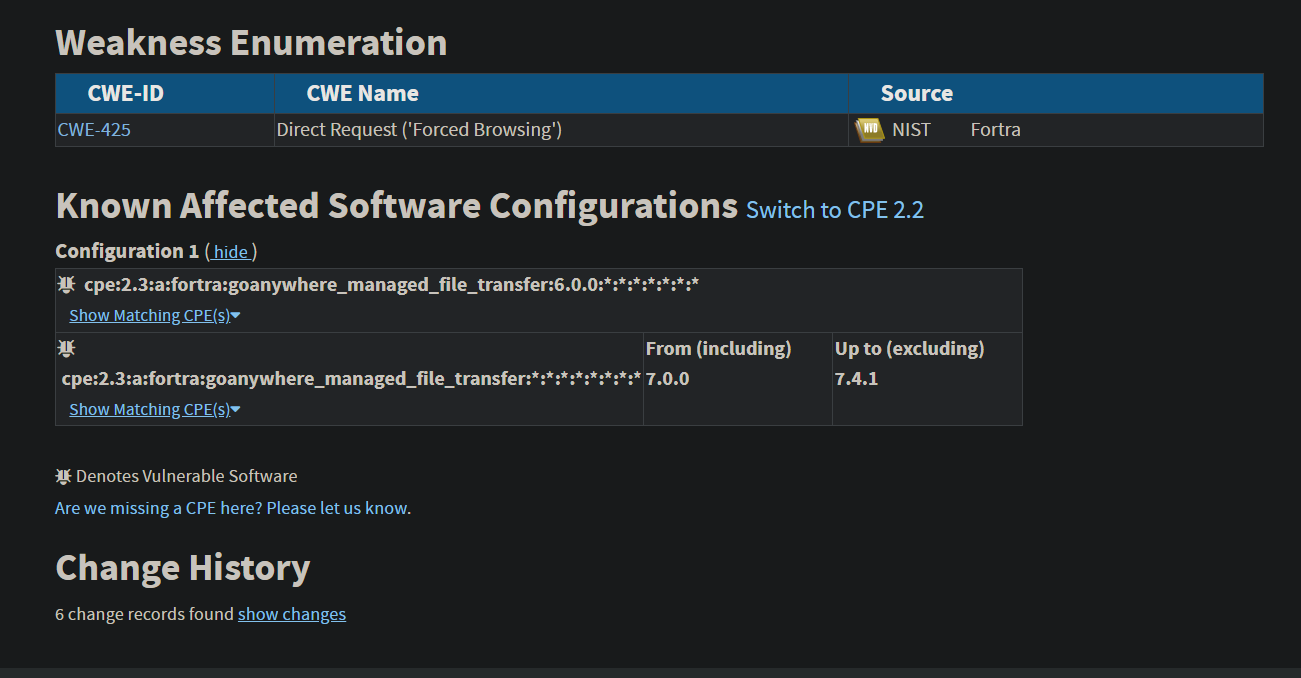 Weakness Enumeration
CWE-ID CWE Name Source
CWE-425 Direct Request ('Forced Browsing') NVD NIST Fortra
Known Affected Software Configurations Switch to CPE 2.2
Configuration 1 ( hide )
cpe:2.3:a:fortra:goanywhere_managed_file_transfer:6.0.0:*:*:*:*:*:*:*
Show Matching CPE(s)
From (including) Up to (excluding)
cpe:2.3:a:fortra:goanywhere_managed_file_transfer:*:*:*:*:*:*:*:* 7.0.0 7.4.1
Show Matching CPE(s)
Denotes Vulnerable Software
Are we missing a CPE here? Please let us know.
Change History
6 change records found show changes